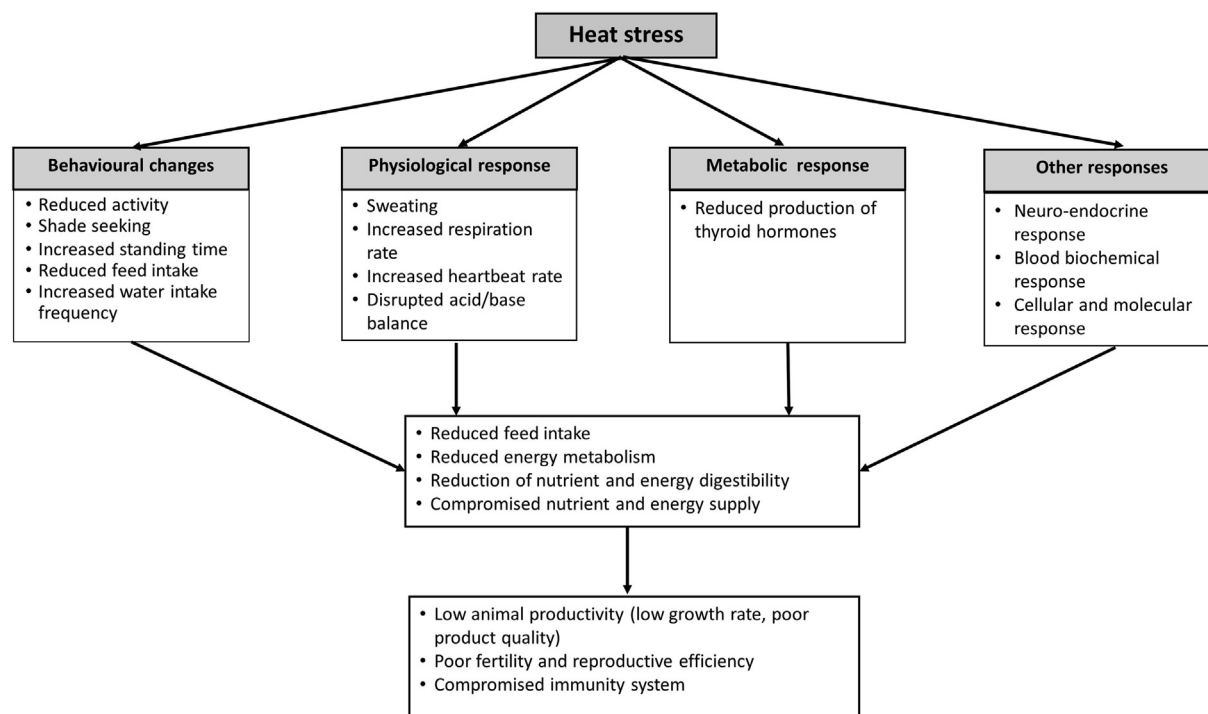 Heat stress
Behavioural changes
• Reduced activity
• Shade seeking
• Increased standing time
• Reduced feed intake
• Increased water intake
frequency
Physiological response
• Sweating
• Increased respiration
rate
• Increased heartbeat rate
• Disrupted acid/base
balance
Metabolic response
• Reduced production of
thyroid hormones
Other responses
• Neuro-endocrine
response
• Blood biochemical
response
• Cellular and molecular
response
• Reduced feed intake
• Reduced energy metabolism
• Reduction of nutrient and energy digestibility
• Compromised nutrient and energy supply
• Low animal productivity (low growth rate, poor
product quality)
• Poor fertility and reproductive efficiency
• Compromised immunity system